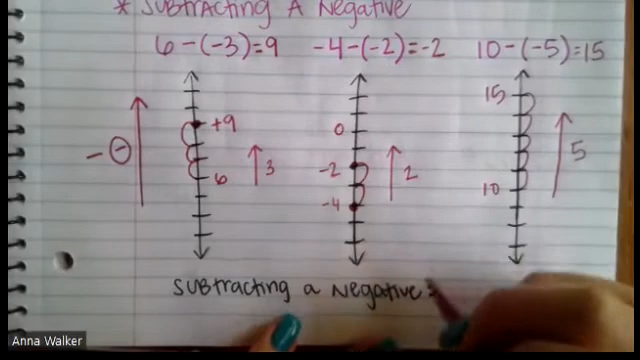 * SUBTRACTING A NEGATIVE
6-(-3)=9 -4-(-2)=-2 10-(-5)=15
15
+9
0
- ⊖
3
-2
2
5
6
10
-4
SUBTRACTING A NEGATIVE =
Anna Walker